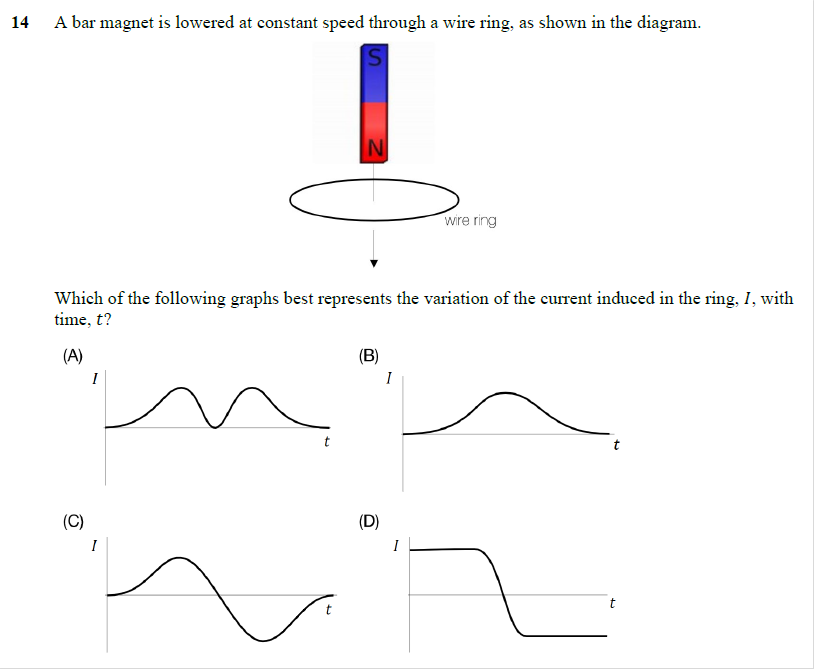 14 A bar magnet is lowered at constant speed through a wire ring, as shown in the diagram.
S
N
wire ring
Which of the following graphs best represents the variation of the current induced in the ring, I, with
time, t?
(A)
I
t
(B)
I
t
(C)
I
t
(D)
I
t